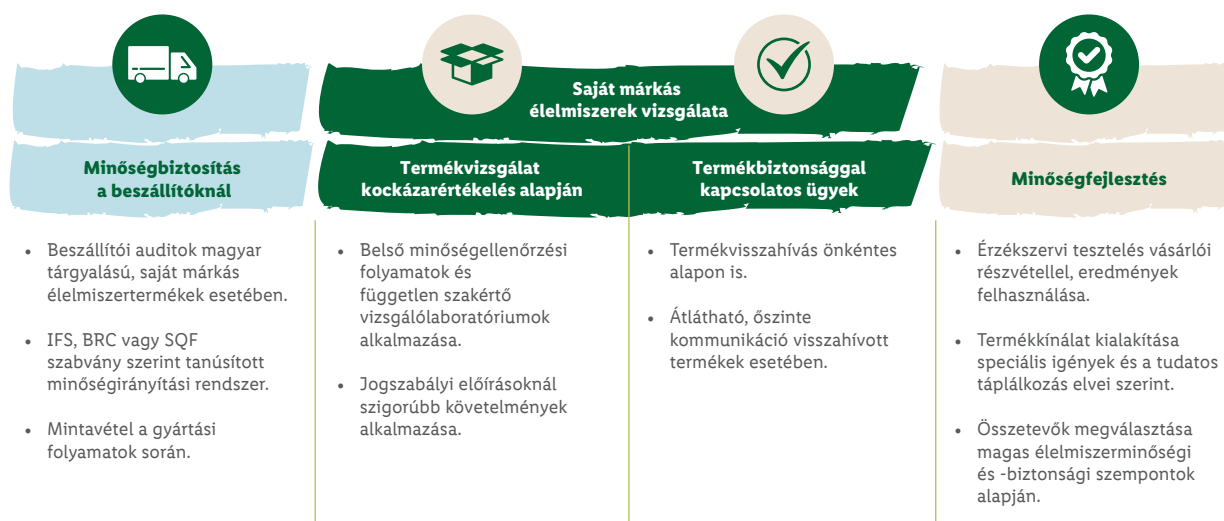 Saját márkás
élelmiszerek vizsgálata
Minőségbiztosítás
a beszállítóknál
• Beszállítói auditok magyar
tárgyalású, saját márkás
élelmiszertermékek esetében.
• IFS, BRC vagy SQF
szabvány szerint tanúsított
minőségirányítási rendszer.
• Mintavétel a gyártási
folyamatok során.
Termékvizsgálat
kockázarértékelés alapján
• Belső minőségellenőrzési
folyamatok és
független szakértő
vizsgálólaboratóriumok
alkalmazása.
• Jogszabályi előírásoknál
szigorúbb követelmények
alkalmazása.
Termékbiztonsággal
kapcsolatos ügyek
• Termékvisszahívás önkéntes
alapon is.
• Átlátható, őszinte
kommunikáció visszahívott
termékek esetében.
Minőségfejlesztés
• Érzékszervi tesztelés vásárlói
részvétellel, eredmények
felhasználása.
• Termékkínálat kialakítása
speciális igények és a tudatos
táplálkozás elvei szerint.
• Összetevők megválasztása
magas élelmiszerminőségi
és -biztonsági szempontok
alapján.